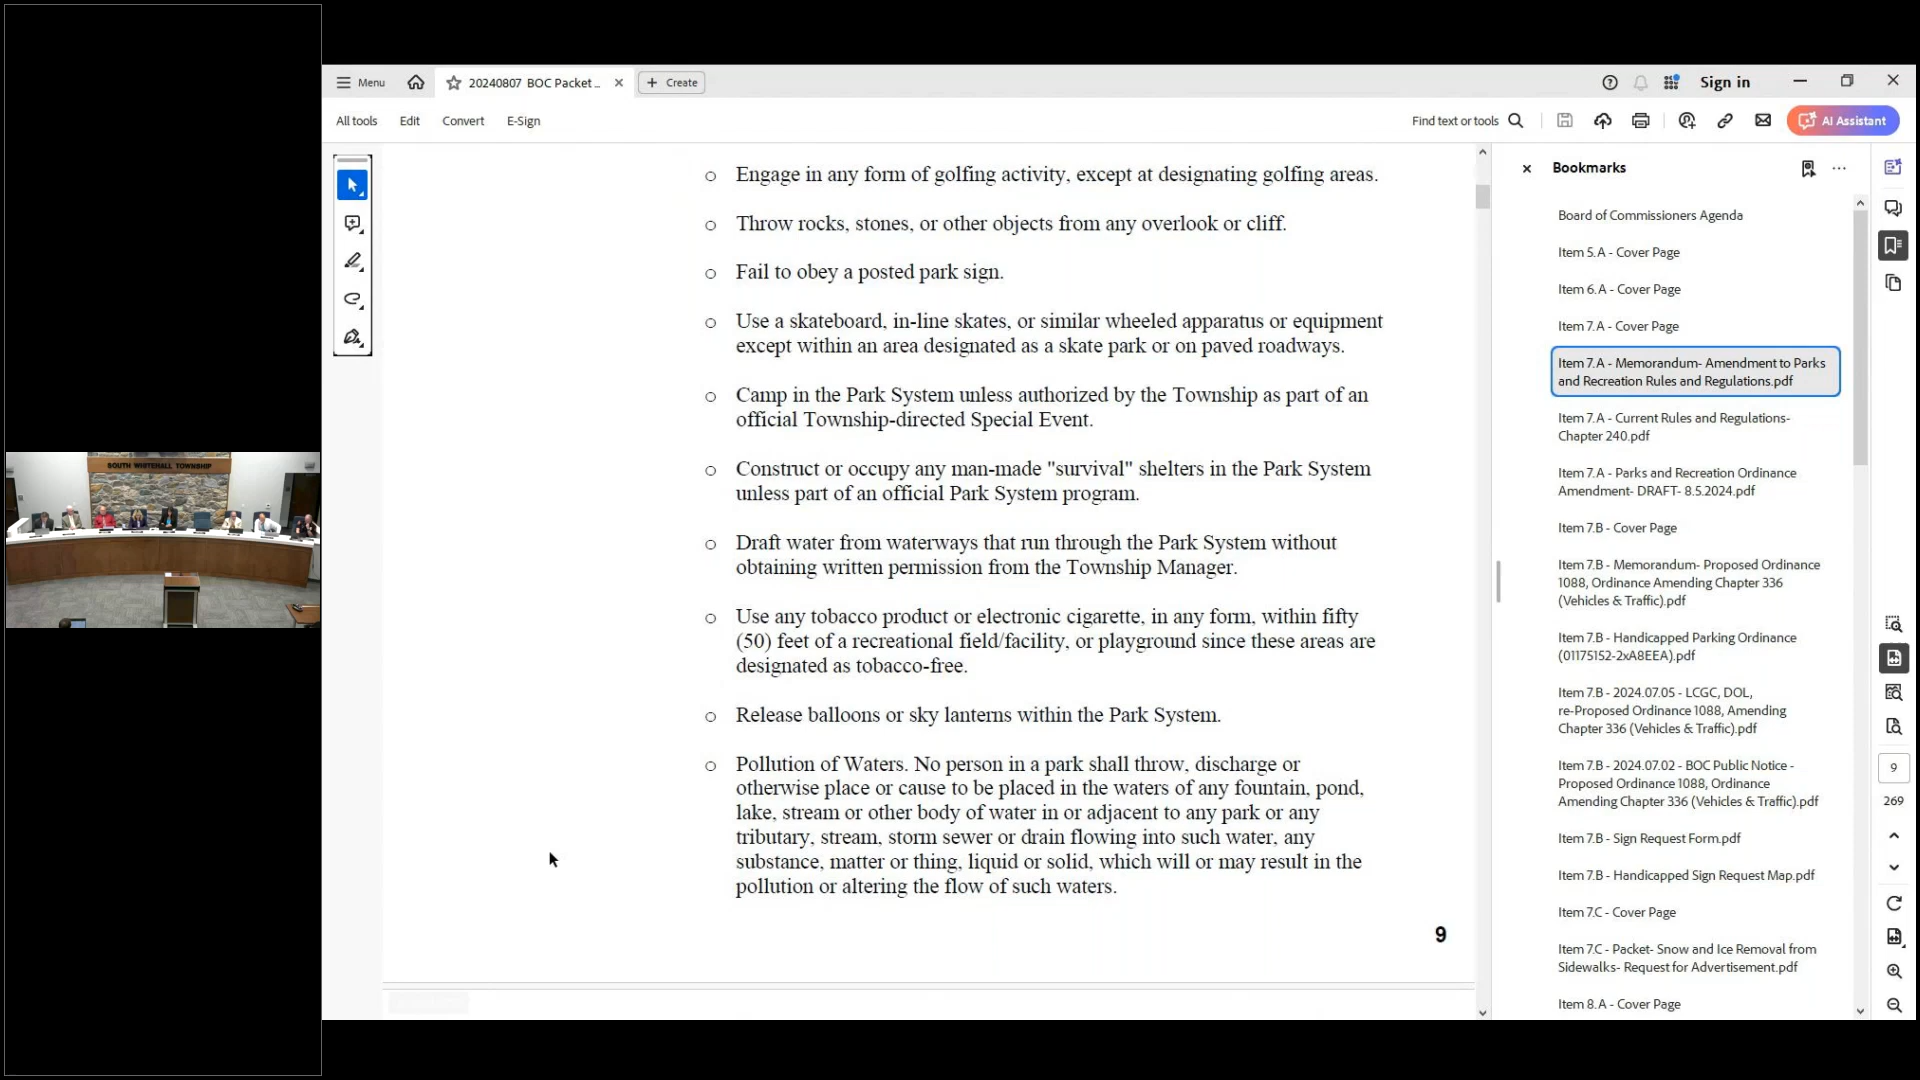 Menu
20240807 BOC Packet ...
Create
Sign in
All tools
Edit
Convert
E-Sign
Find text or tools
AI Assistant
o Engage in any form of golfing activity, except at designating golfing areas.
o Throw rocks, stones, or other objects from any overlook or cliff.
o Fail to obey a posted park sign.
o Use a skateboard, in-line skates, or similar wheeled apparatus or equipment
except within an area designated as a skate park or on paved roadways.
o Camp in the Park System unless authorized by the Township as part of an
official Township-directed Special Event.
o Construct or occupy any man-made "survival" shelters in the Park System
unless part of an official Park System program.
o Draft water from waterways that run through the Park System without
obtaining written permission from the Township Manager.
o Use any tobacco product or electronic cigarette, in any form, within fifty
(50) feet of a recreational field/facility, or playground since these areas are
designated as tobacco-free.
o Release balloons or sky lanterns within the Park System.
o Pollution of Waters. No person in a park shall throw, discharge or
otherwise place or cause to be placed in the waters of any fountain, pond,
lake, stream or other body of water in or adjacent to any park or any
tributary, stream, storm sewer or drain flowing into such water, any
substance, matter or thing, liquid or solid, which will or may result in the
pollution or altering the flow of such waters.
9
Bookmarks
Board of Commissioners Agenda
Item 5.A - Cover Page
Item 6.A - Cover Page
Item 7.A - Cover Page
Item 7.A - Memorandum- Amendment to Parks
and Recreation Rules and Regulations.pdf
Item 7.A - Current Rules and Regulations-
Chapter 240.pdf
Item 7.A - Parks and Recreation Ordinance
Amendment- DRAFT- 8.5.2024.pdf
Item 7.B - Cover Page
Item 7.B - Memorandum- Proposed Ordinance
1088, Ordinance Amending Chapter 336
(Vehicles & Traffic).pdf
Item 7.B - Handicapped Parking Ordinance
(01175152-2xA8EEA).pdf
Item 7.B - 2024.07.05 - LCGC, DOL,
re-Proposed Ordinance 1088, Amending
Chapter 336 (Vehicles & Traffic).pdf
Item 7.B - 2024.07.02 - BOC Public Notice -
Proposed Ordinance 1088, Ordinance
Amending Chapter 336 (Vehicles & Traffic).pdf
Item 7.B - Sign Request Form.pdf
Item 7.B - Handicapped Sign Request Map.pdf
Item 7.C - Cover Page
Item 7.C - Packet- Snow and Ice Removal from
Sidewalks- Request for Advertisement.pdf
Item 8.A - Cover Page
9
269
SOUTH WHITEHALL TOWNSHIP